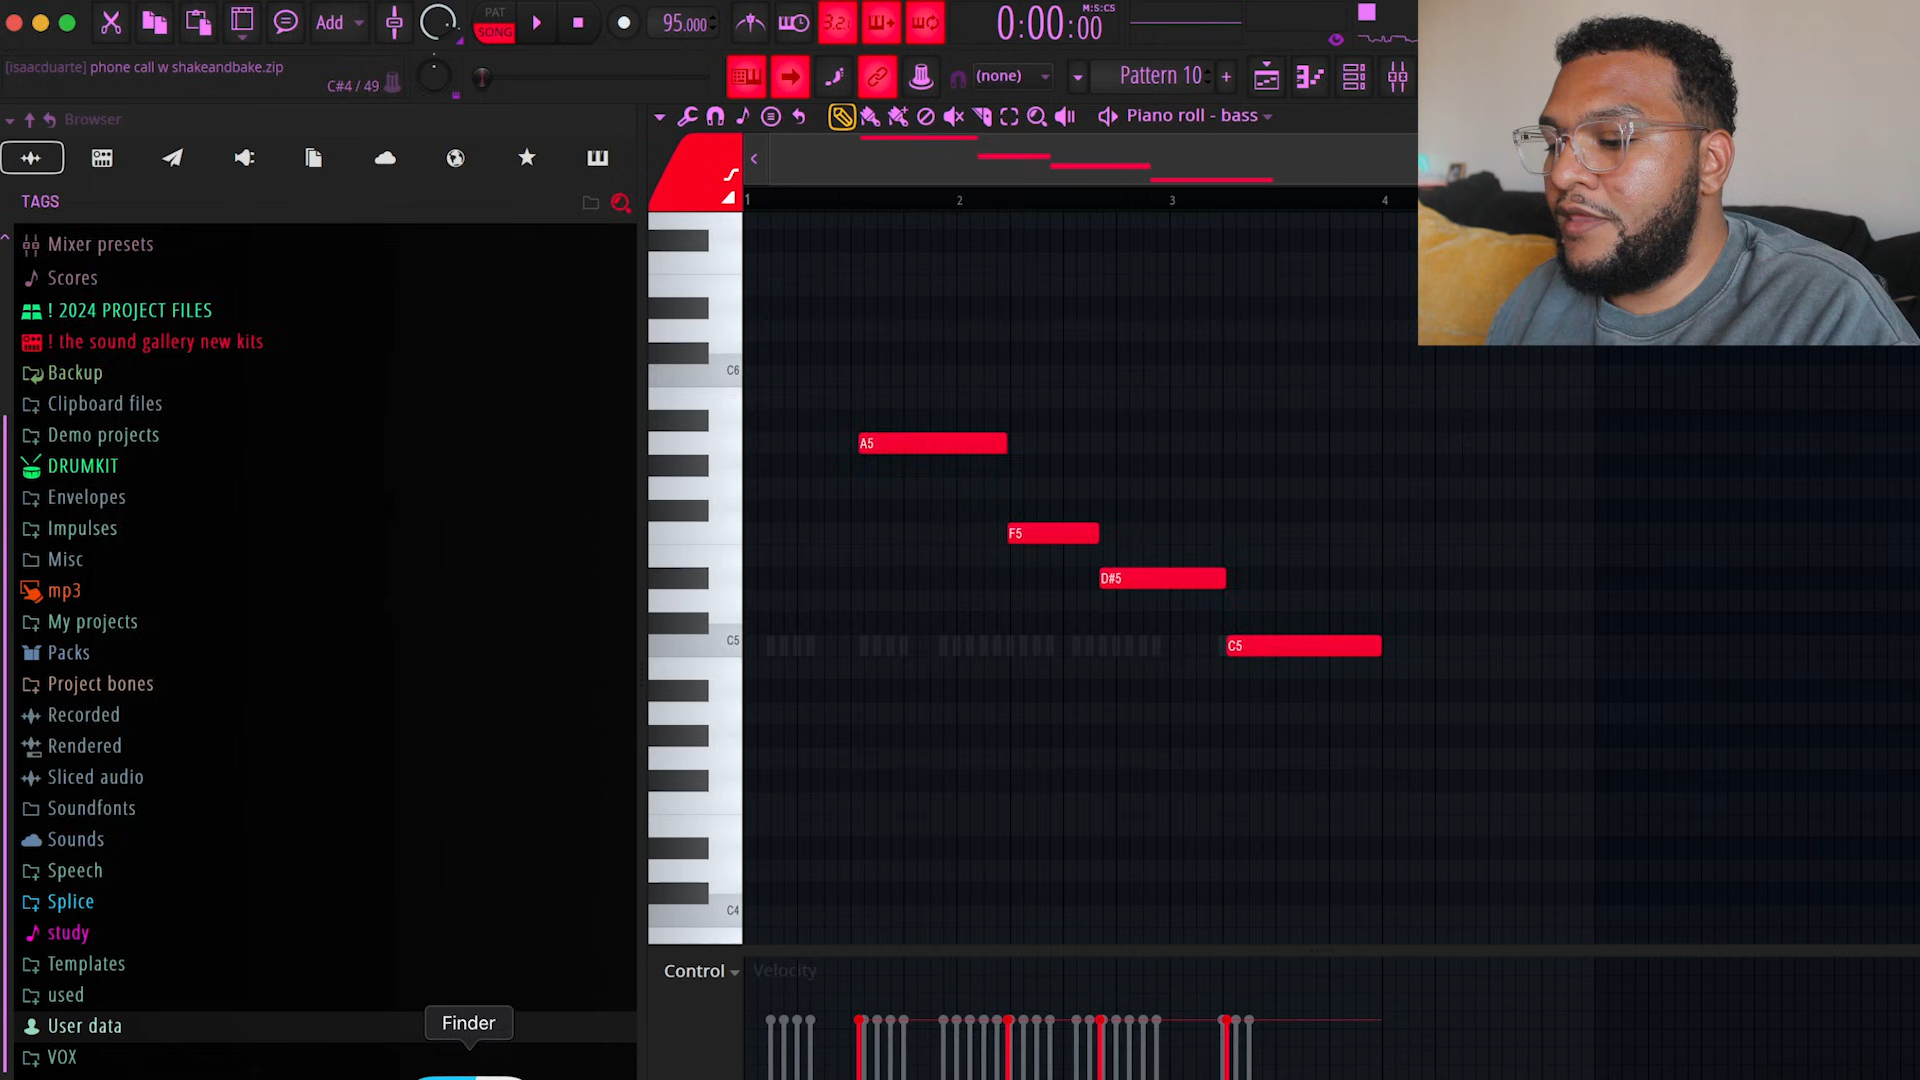 Add
PAT
SONG
95.000
3.2.
0:00:00
M:S:CS
[isaacduarte] phone call w shakeandbake.zip
C#4 / 49
(none)
Pattern 10
+
Browser
Piano roll - bass
TAGS
1
2
3
4
Mixer presets
Scores
! 2024 PROJECT FILES
! the sound gallery new kits
Backup
Clipboard files
Demo projects
DRUMKIT
Envelopes
Impulses
Misc
mp3
My projects
Packs
Project bones
Recorded
Rendered
Sliced audio
Soundfonts
Sounds
Speech
Splice
study
Templates
used
User data
VOX
Finder
C6
A5
F5
D#5
C5
C5
C4
Control
Velocity